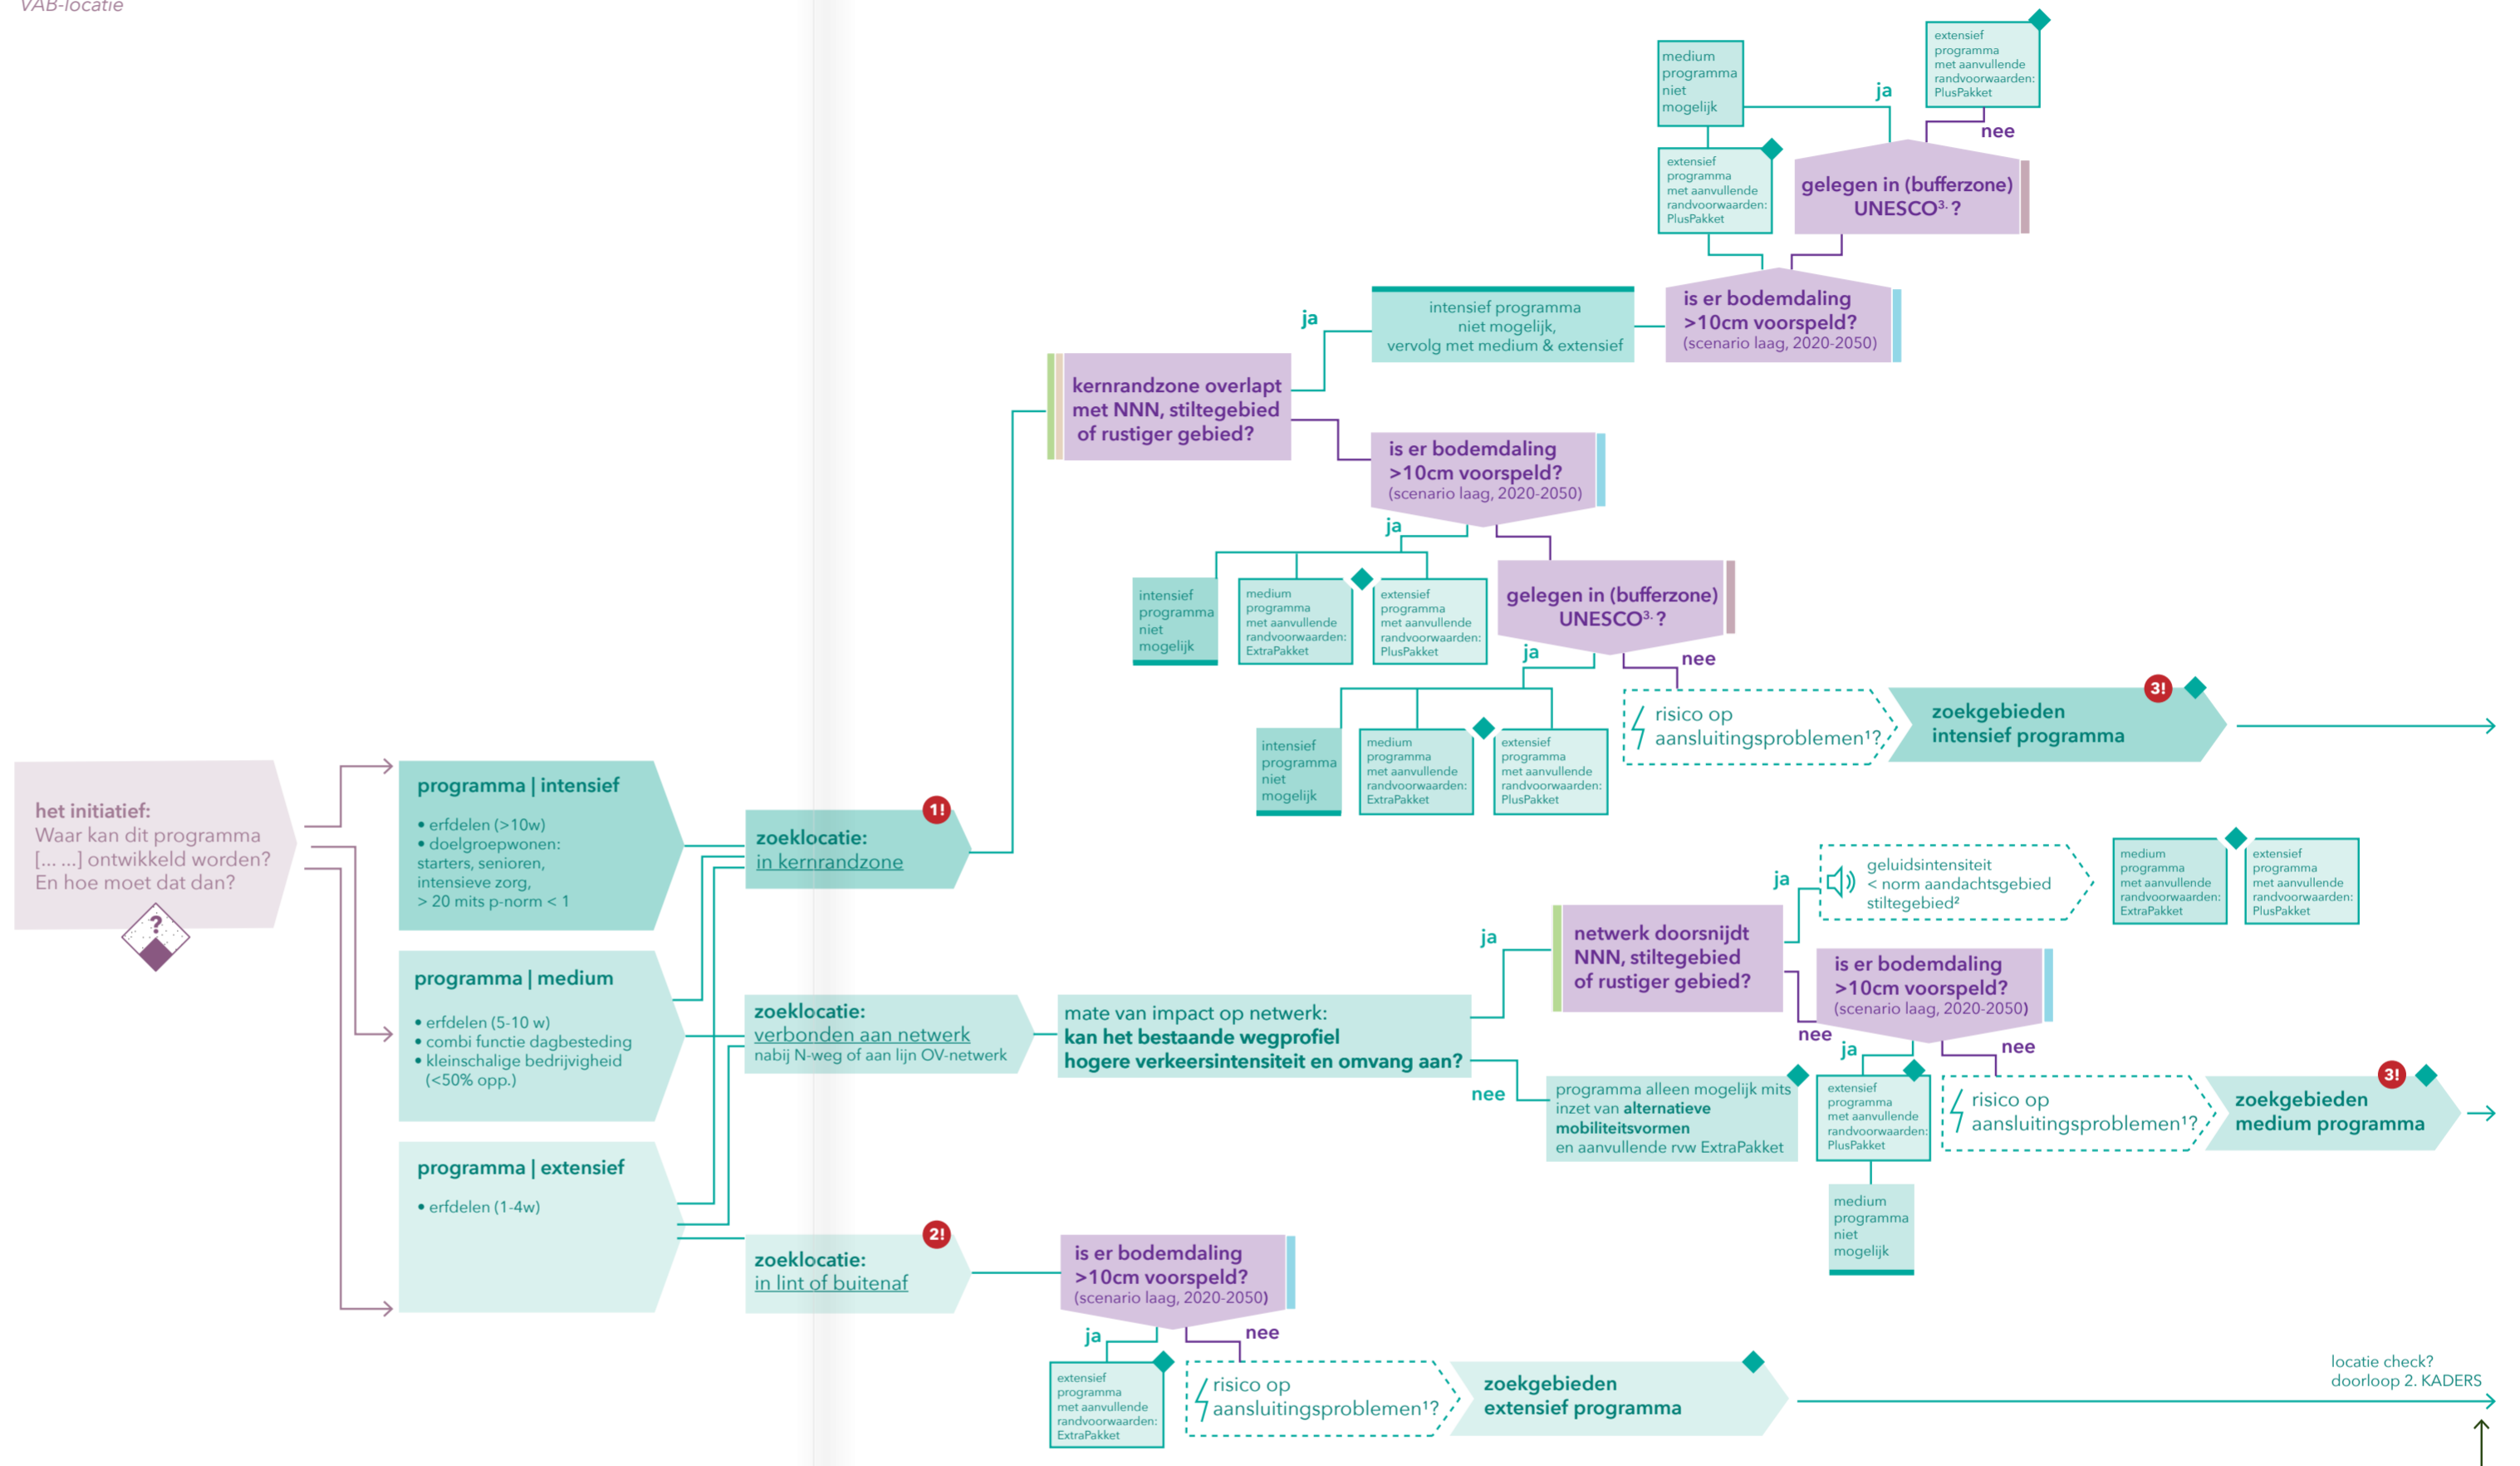 VAB-locatie
het initiatief:
Waar kan dit programma
[... ...] ontwikkeld worden?
En hoe moet dat dan?
?
programma | intensief
• erfdelen (>10w)
• doelgroepwonen:
starters, senioren,
intensieve zorg,
> 20 mits p-norm < 1
programma | medium
• erfdelen (5-10 w)
• combi functie dagbesteding
• kleinschalige bedrijvigheid
(<50% opp.)
programma | extensief
• erfdelen (1-4w)
1!
zoeklocatie:
in kernrandzone
zoeklocatie:
verbonden aan netwerk
nabij N-weg of aan lijn OV-netwerk
2!
zoeklocatie:
in lint of buitenaf
kernrandzone overlapt
met NNN, stiltegebied
of rustiger gebied?
ja
intensief programma
niet mogelijk,
vervolg met medium & extensief
is er bodemdaling
>10cm voorspeld?
(scenario laag, 2020-2050)
medium
programma
niet
mogelijk
extensief
programma
met aanvullende
randvoorwaarden:
PlusPakket
gelegen in (bufferzone)
UNESCO³·?
ja
nee
extensief
programma
met aanvullende
randvoorwaarden:
PlusPakket
is er bodemdaling
>10cm voorspeld?
(scenario laag, 2020-2050)
ja
intensief
programma
niet
mogelijk
medium
programma
met aanvullende
randvoorwaarden:
ExtraPakket
extensief
programma
met aanvullende
randvoorwaarden:
PlusPakket
gelegen in (bufferzone)
UNESCO³·?
ja
nee
intensief
programma
niet
mogelijk
medium
programma
met aanvullende
randvoorwaarden:
ExtraPakket
extensief
programma
met aanvullende
randvoorwaarden:
PlusPakket
risico op
aansluitingsproblemen¹?
3!
zoekgebieden
intensief programma
mate van impact op netwerk:
kan het bestaande wegprofiel
hogere verkeersintensiteit en omvang aan?
ja
nee
netwerk doorsnijdt
NNN, stiltegebied
of rustiger gebied?
ja
geluidsintensiteit
< norm aandachtsgebied
stiltegebied²
medium
programma
met aanvullende
randvoorwaarden:
ExtraPakket
extensief
programma
met aanvullende
randvoorwaarden:
PlusPakket
nee
is er bodemdaling
>10cm voorspeld?
(scenario laag, 2020-2050)
ja
nee
programma alleen mogelijk mits
inzet van alternatieve
mobiliteitsvormen
en aanvullende rvw ExtraPakket
extensief
programma
met aanvullende
randvoorwaarden:
PlusPakket
medium
programma
niet
mogelijk
risico op
aansluitingsproblemen¹?
3!
zoekgebieden
medium programma
is er bodemdaling
>10cm voorspeld?
(scenario laag, 2020-2050)
ja
nee
extensief
programma
met aanvullende
randvoorwaarden:
ExtraPakket
risico op
aansluitingsproblemen¹?
zoekgebieden
extensief programma
locatie check?
doorloop 2. KADERS